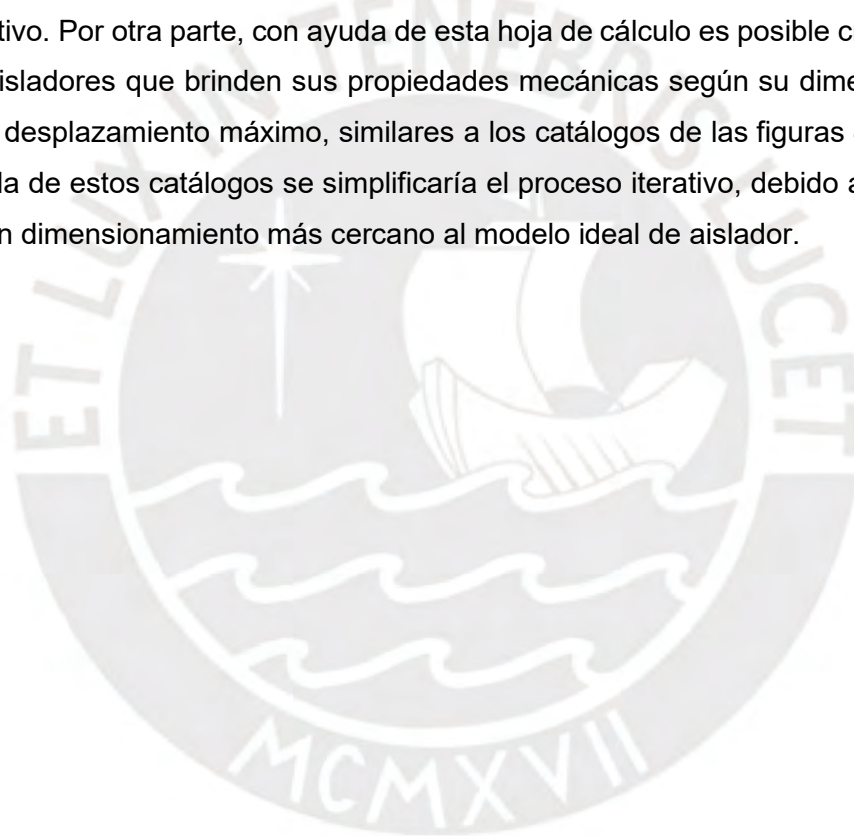 tivo. Por otra parte, con ayuda de esta hoja de cálculo es posible c
isladores que brinden sus propiedades mecánicas según su dime
desplazamiento máximo, similares a los catálogos de las figuras
la de estos catálogos se simplificaría el proceso iterativo, debido a
n dimensionamiento más cercano al modelo ideal de aislador.
ET LUX IN TENEBRIS LUCET
MCMXVII